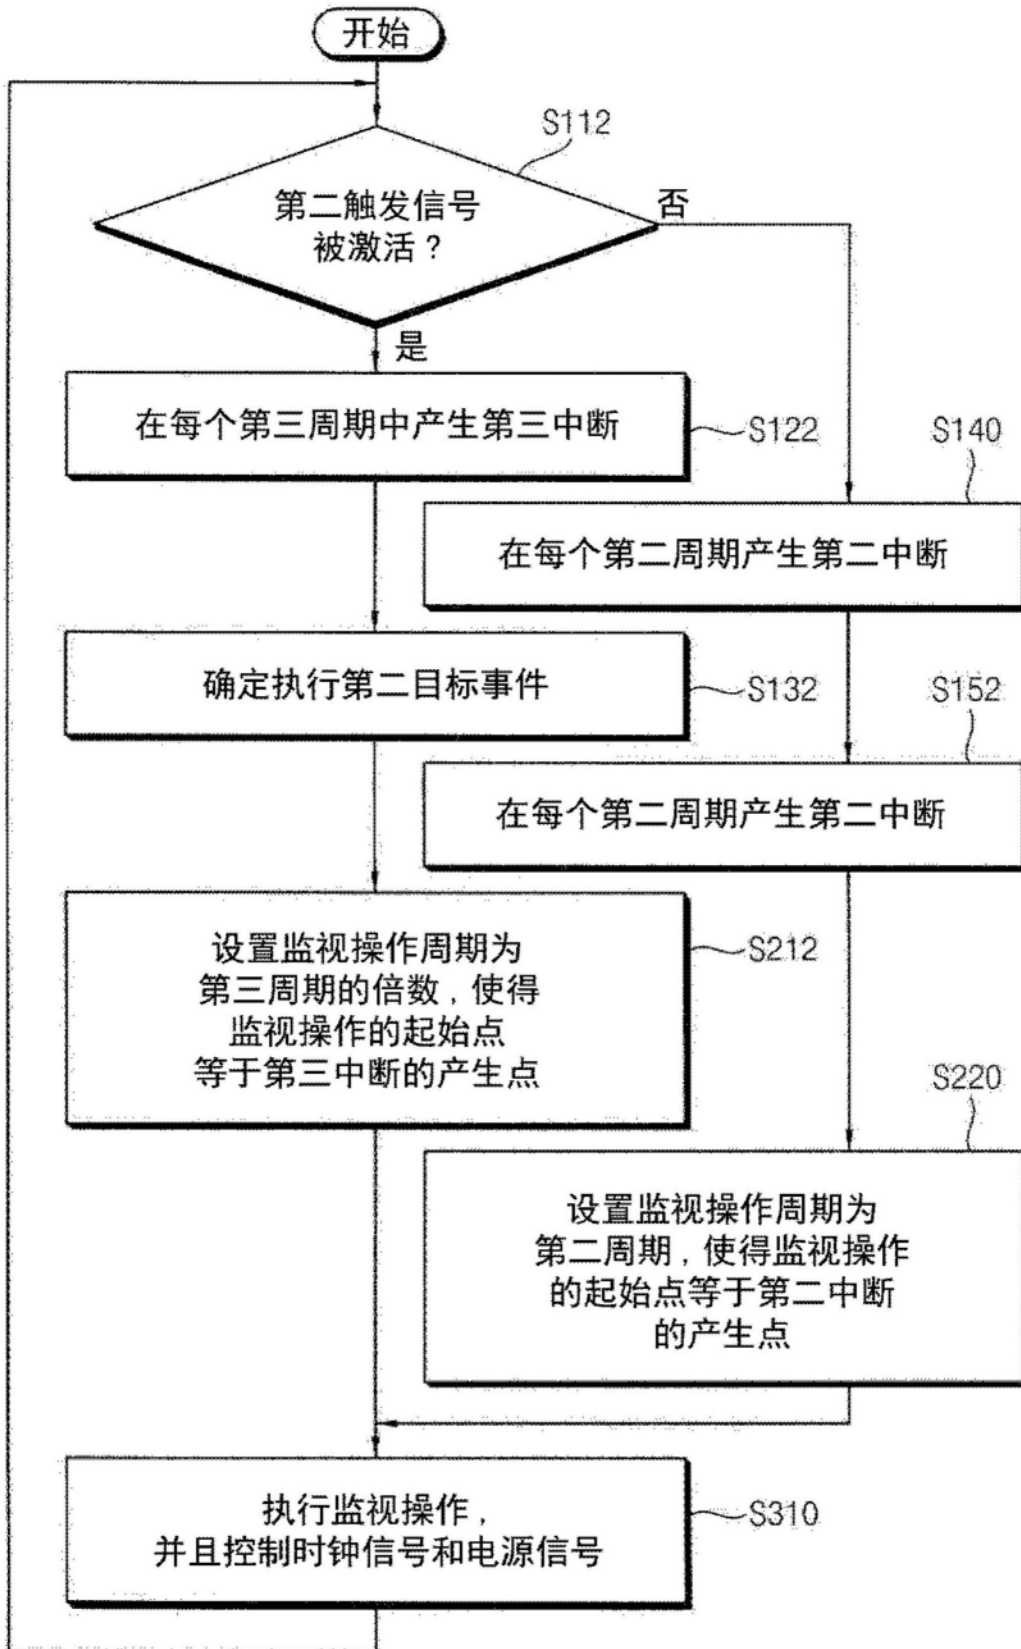 开始
S112
第二触发信号
被激活？
否
是
在每个第三周期中产生第三中断
S122
S140
在每个第二周期产生第二中断
确定执行第二目标事件
S132
S152
在每个第二周期产生第二中断
设置监视操作周期为
第三周期的倍数，使得
监视操作的起始点
等于第三中断的产生点
S212
S220
设置监视操作周期为
第二周期，使得监视操作
的起始点等于第二中断
的产生点
执行监视操作，
并且控制时钟信号和电源信号
S310